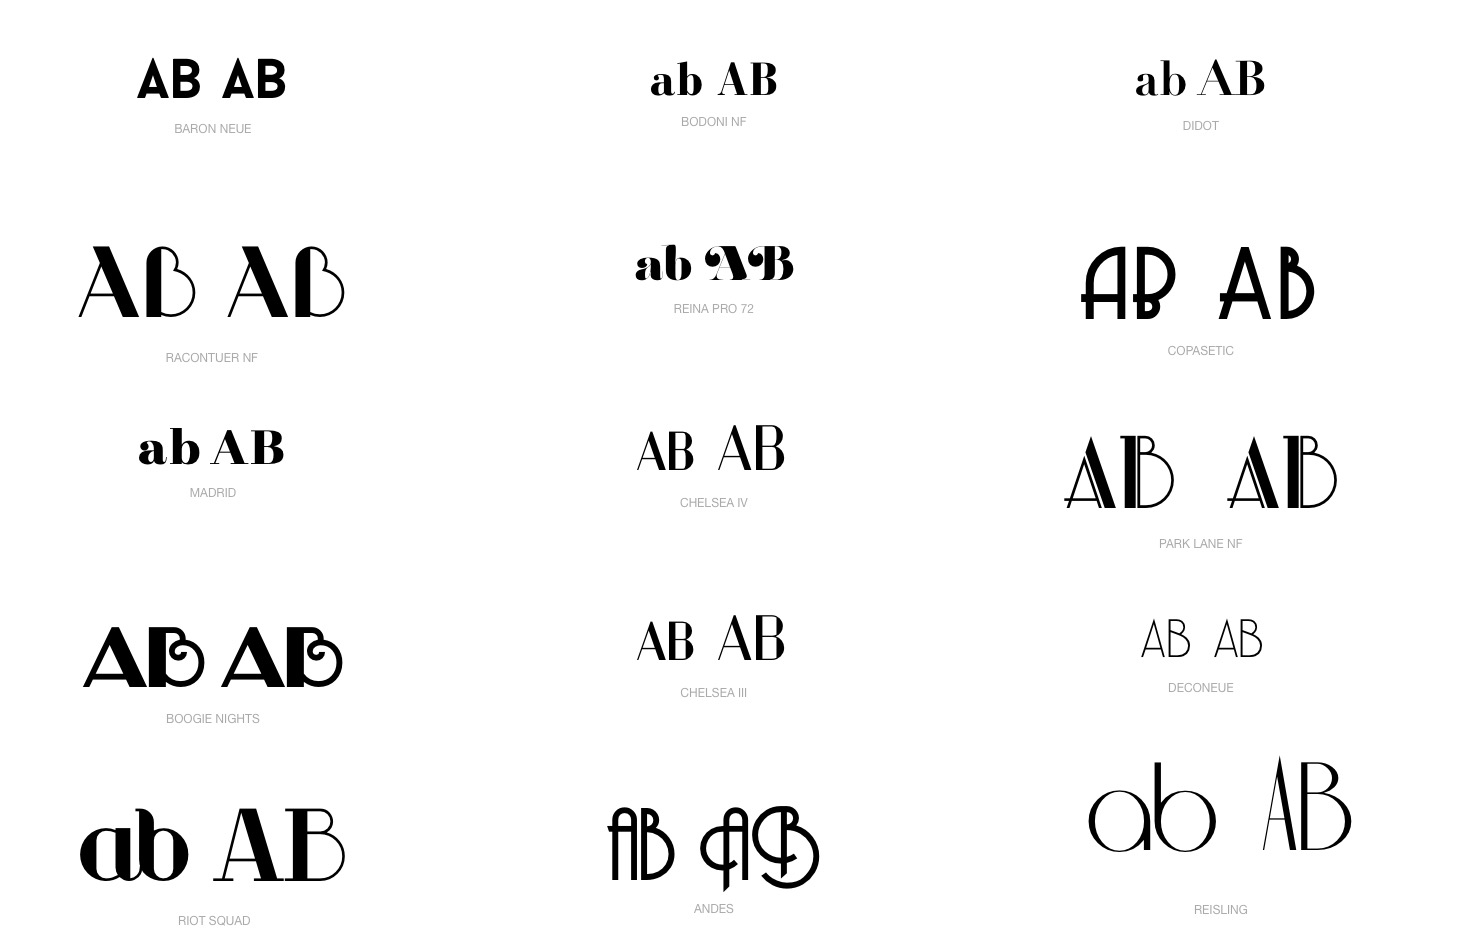 AB AB
BARON NEUE
ab AB
BODONI NF
ab AB
DIDOT
AB AB
RACONTUER NF
ab AB
REINA PRO 72
AB AB
COPASETIC
ab AB
MADRID
AB AB
CHELSEA IV
AB AB
PARK LANE NF
AB AB
BOOGIE NIGHTS
AB AB
CHELSEA III
AB AB
DECONEUE
ab AB
RIOT SQUAD
AB AB
ANDES
ab AB
REISLING